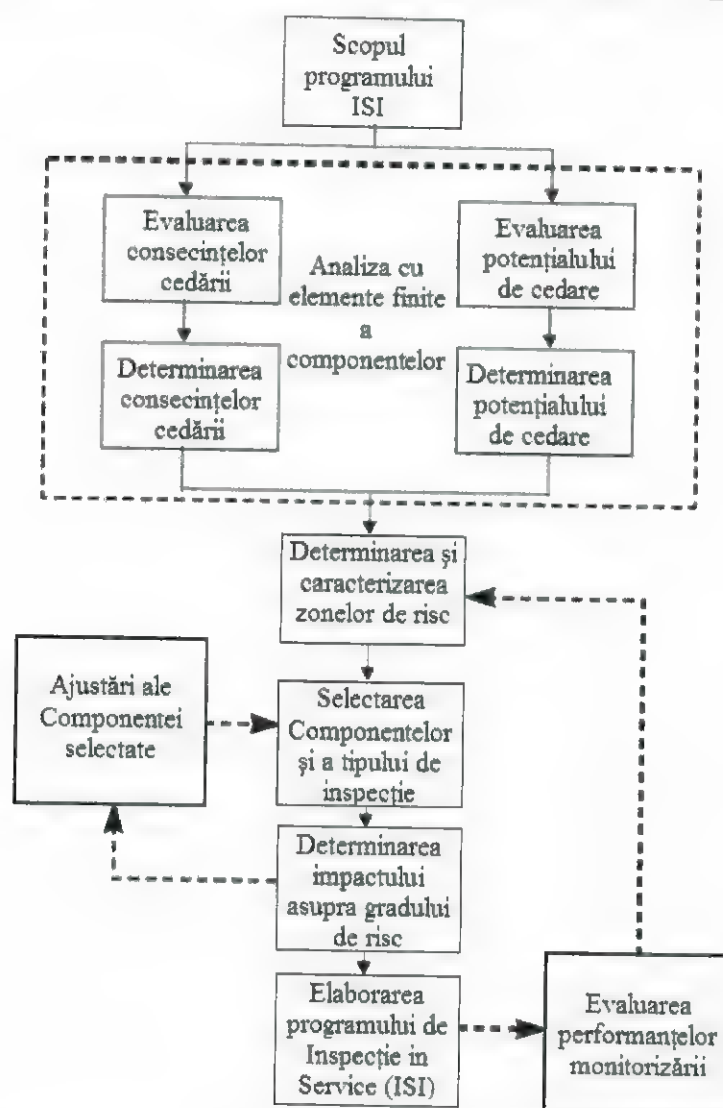 Scopul
programului
ISI
Evaluarea
consecințelor
cedării
Analiza cu
elemente finite
a
componentelor
Evaluarea
potențialului
de cedare
Determinarea
consecințelor
cedării
Determinarea
potențialului
de cedare
Determinarea și
caracterizarea
zonelor de risc
Ajustări ale
Componentei
selectate
Selectarea
Componentelor
și a tipului de
inspecție
Determinarea
impactului
asupra gradului
de risc
Elaborarea
programului de
Inspecție in
Service (ISI)
Evaluarea
performanțelor
monitorizării